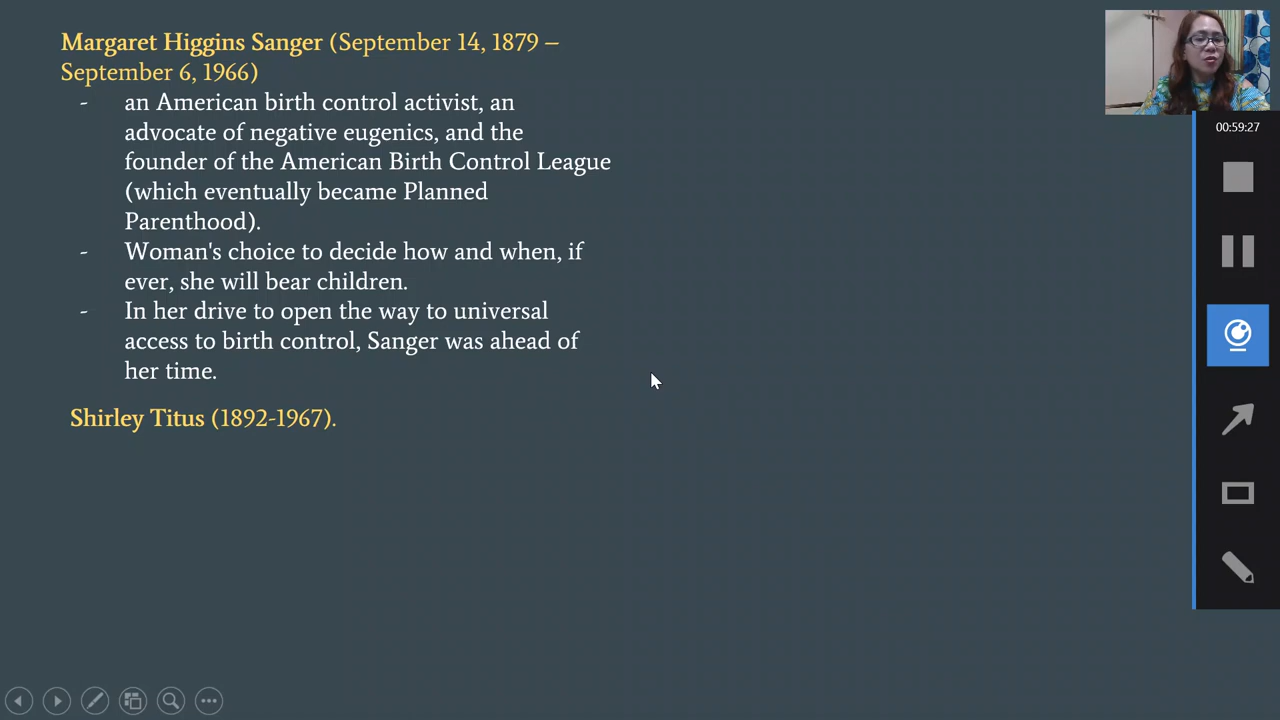 Margaret Higgins Sanger (September 14, 1879 –
September 6, 1966)
- an American birth control activist, an
advocate of negative eugenics, and the
founder of the American Birth Control League
(which eventually became Planned
Parenthood).
- Woman's choice to decide how and when, if
ever, she will bear children.
- In her drive to open the way to universal
access to birth control, Sanger was ahead of
her time.
Shirley Titus (1892-1967).
00:59:27